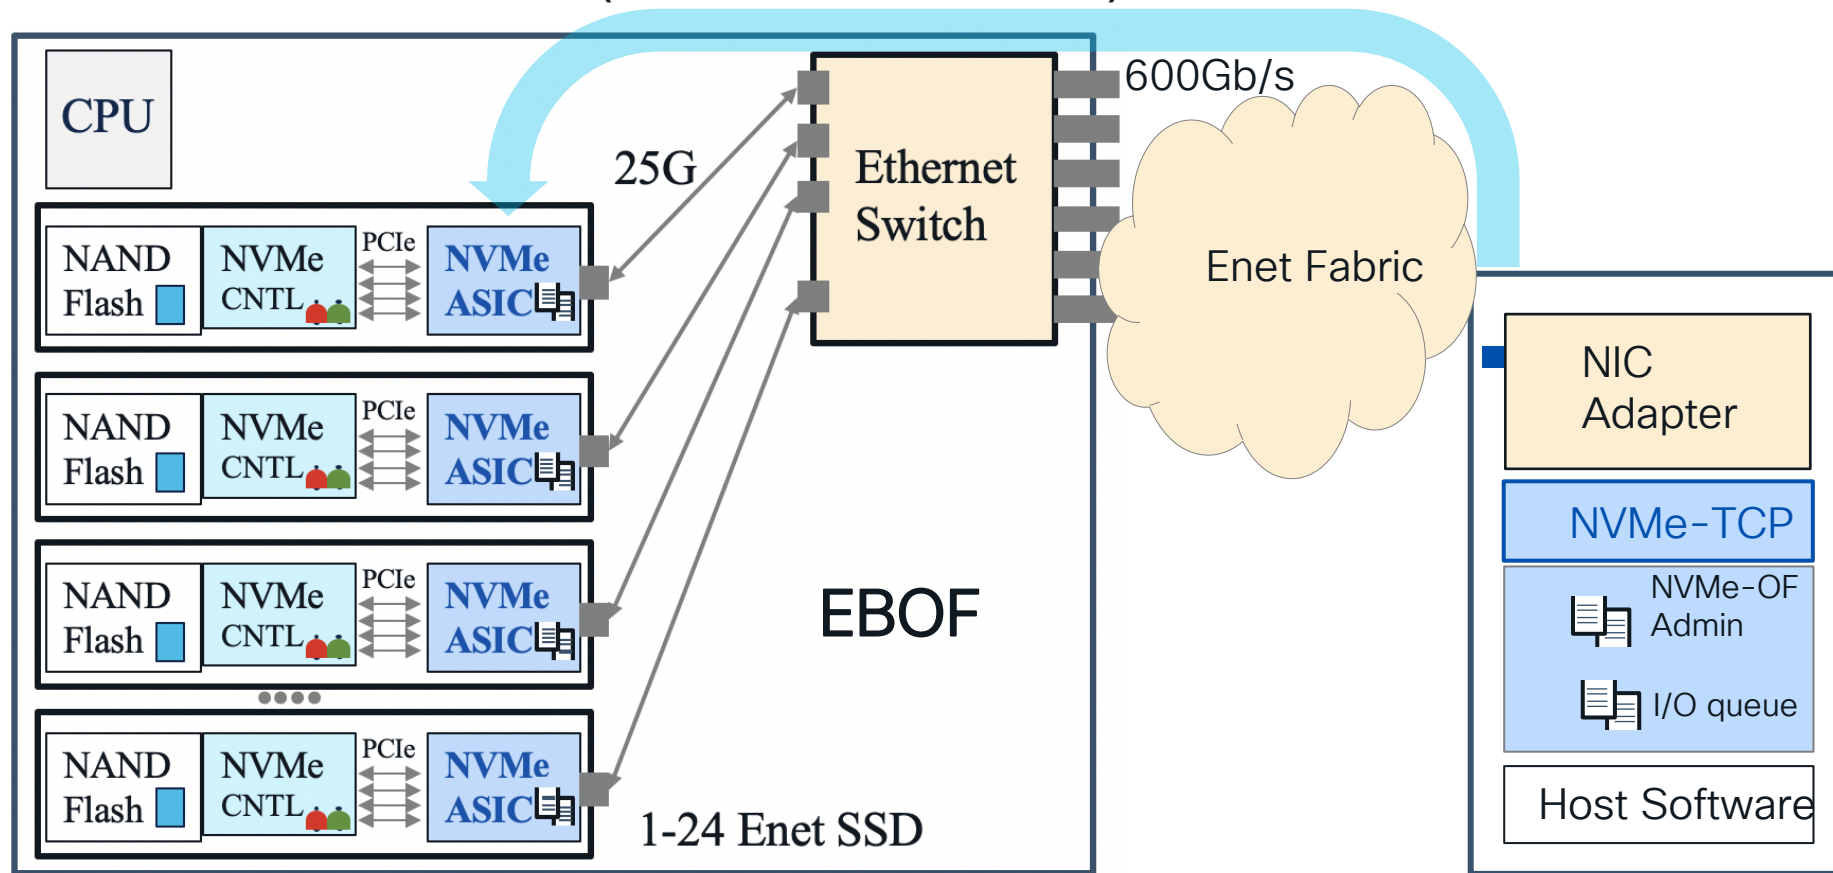 CPU
600Gb/s
25G
Ethernet
Switch
Enet Fabric
NAND
Flash
NVMe
CNTL
PCIe
NVMe
ASIC
NAND
Flash
NVMe
CNTL
PCIe
NVMe
ASIC
NAND
Flash
NVMe
CNTL
PCIe
NVMe
ASIC
NAND
Flash
NVMe
CNTL
PCIe
NVMe
ASIC
EBOF
1-24 Enet SSD
NIC
Adapter
NVMe-TCP
NVMe-OF
Admin
I/O queue
Host Software